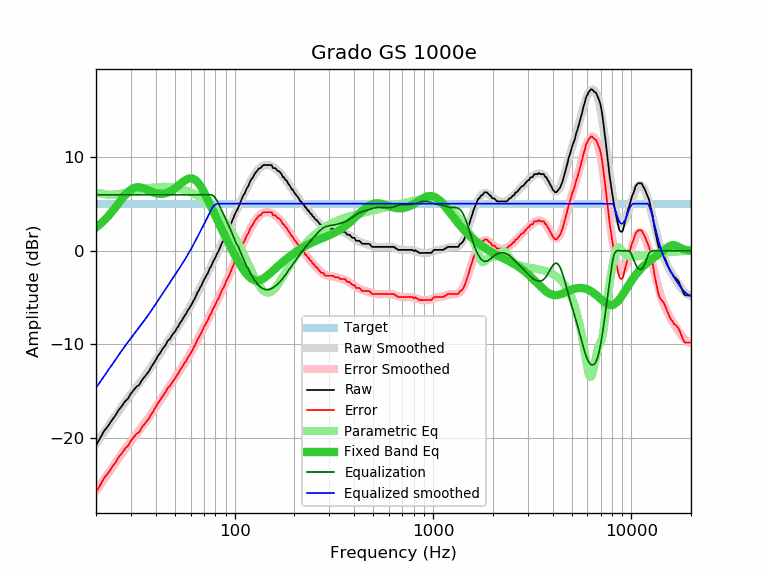 Grado GS 1000e
Amplitude (dBr)
10
0
−10
−20
Target
Raw Smoothed
Error Smoothed
Raw
Error
Parametric Eq
Fixed Band Eq
Equalization
Equalized smoothed
100
1000
10000
Frequency (Hz)